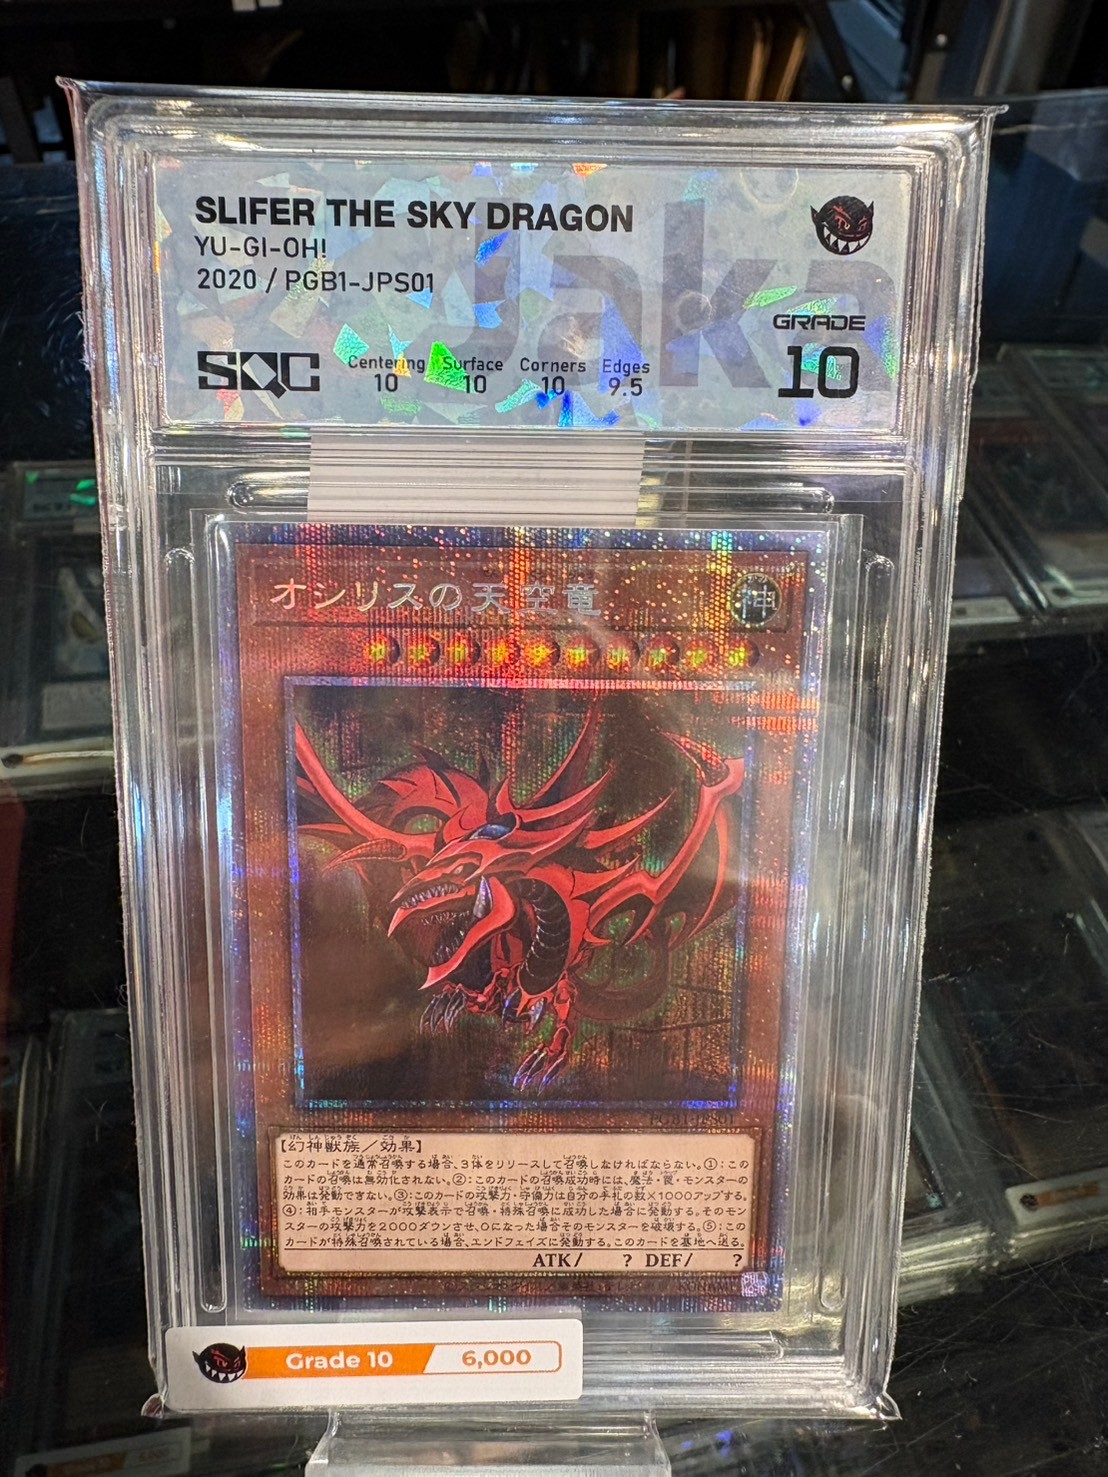 SLIFER THE SKY DRAGON
YU-GI-OH!
2020 / PGB1-JPS01
Jaka
GRADE
10
SQC
Centering Surface Corners Edges
10 10 10 9.5
オシリスの天空竜
神
PGB1-JPS01
【幻神獣族／効果】
このカードを通常召喚する場合、3体をリリースして召喚しなければならない。①：この
カードの召喚は無効化されない。②：このカードの召喚成功時には、魔法・罠・モンスターの
効果は発動できない。③：このカードの攻撃力・守備力は自分の手札の数×1000アップする。
④：相手モンスターが攻撃表示で召喚・特殊召喚に成功した場合に発動する。そのモン
スターの攻撃力を2000ダウンさせ、0になった場合そのモンスターを破壊する。⑤：この
カードが特殊召喚されている場合、エンドフェイズに発動する。このカードを墓地へ送る。
ATK/ ? DEF/ ?
Grade 10 6,000